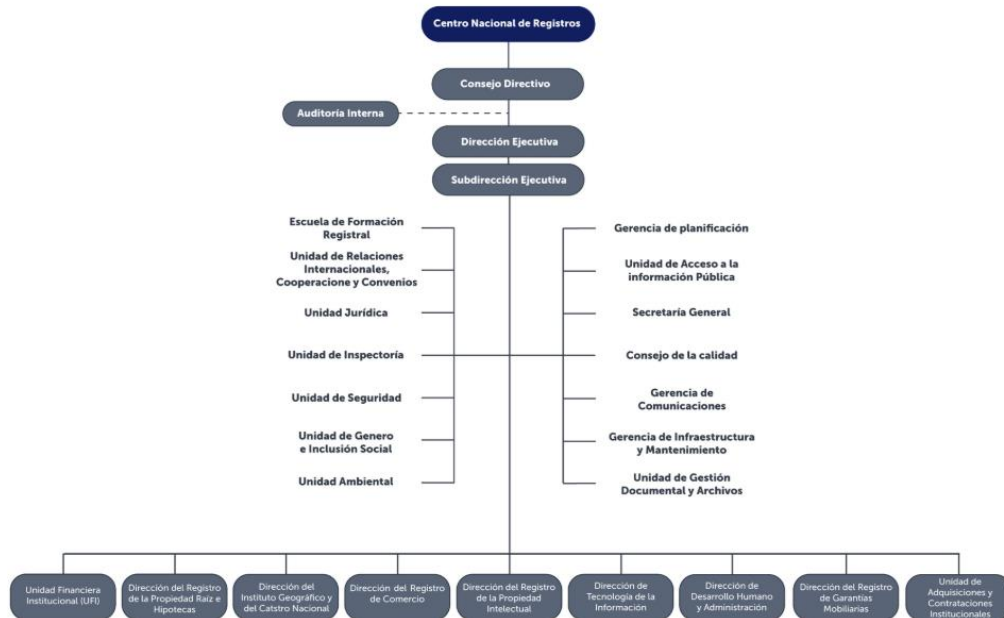 Centro Nacional de Registros
Consejo Directivo
Auditoría Interna
Dirección Ejecutiva
Subdirección Ejecutiva
Escuela de Formación
Registral
Unidad de Relaciones
Internacionales,
Cooperacione y Convenios
Unidad Jurídica
Unidad de Inspectoría
Unidad de Seguridad
Unidad de Genero
e Inclusión Social
Unidad Ambiental
Gerencia de planificación
Unidad de Acceso a la
información Pública
Secretaría General
Consejo de la calidad
Gerencia de
Comunicaciones
Gerencia de Infraestructura
y Mantenimiento
Unidad de Gestión
Documental y Archivos
Unidad Financiera
Institucional (UFI)
Dirección del Registro
de la Propiedad Raíz e
Hipotecas
Dirección del
Instituto Geográfico y
del Catstro Nacional
Dirección del Registro
de Comercio
Dirección del Registro
de la Propiedad
Intelectual
Dirección de
Tecnología de la
Información
Dirección de
Desarrollo Humano
y Administración
Dirección del Registro
de Garantías
Mobiliarias
Unidad de
Adquisiciones y
Contrataciones
Institucionales